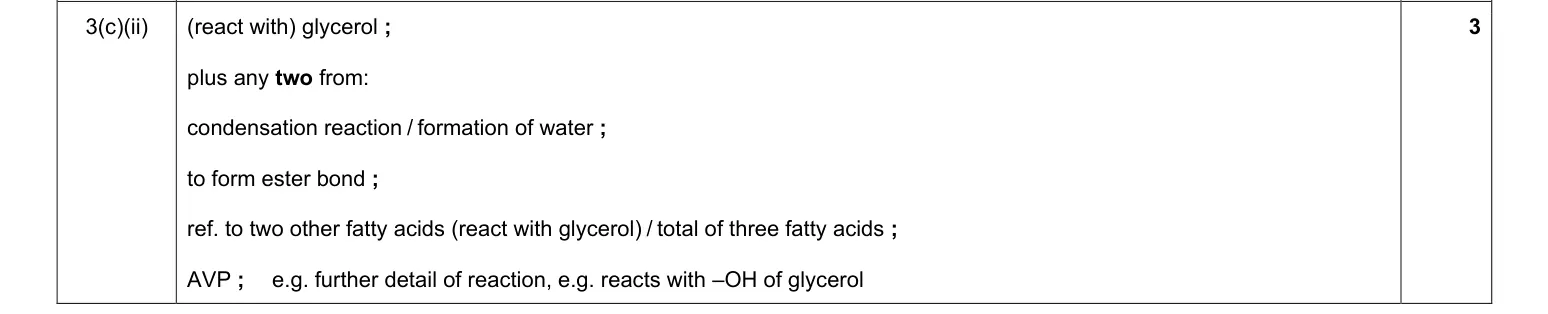 3(c)(ii) (react with) glycerol ; 3
plus any two from:
condensation reaction / formation of water ;
to form ester bond ;
ref. to two other fatty acids (react with glycerol) / total of three fatty acids ;
AVP ; e.g. further detail of reaction, e.g. reacts with –OH of glycerol